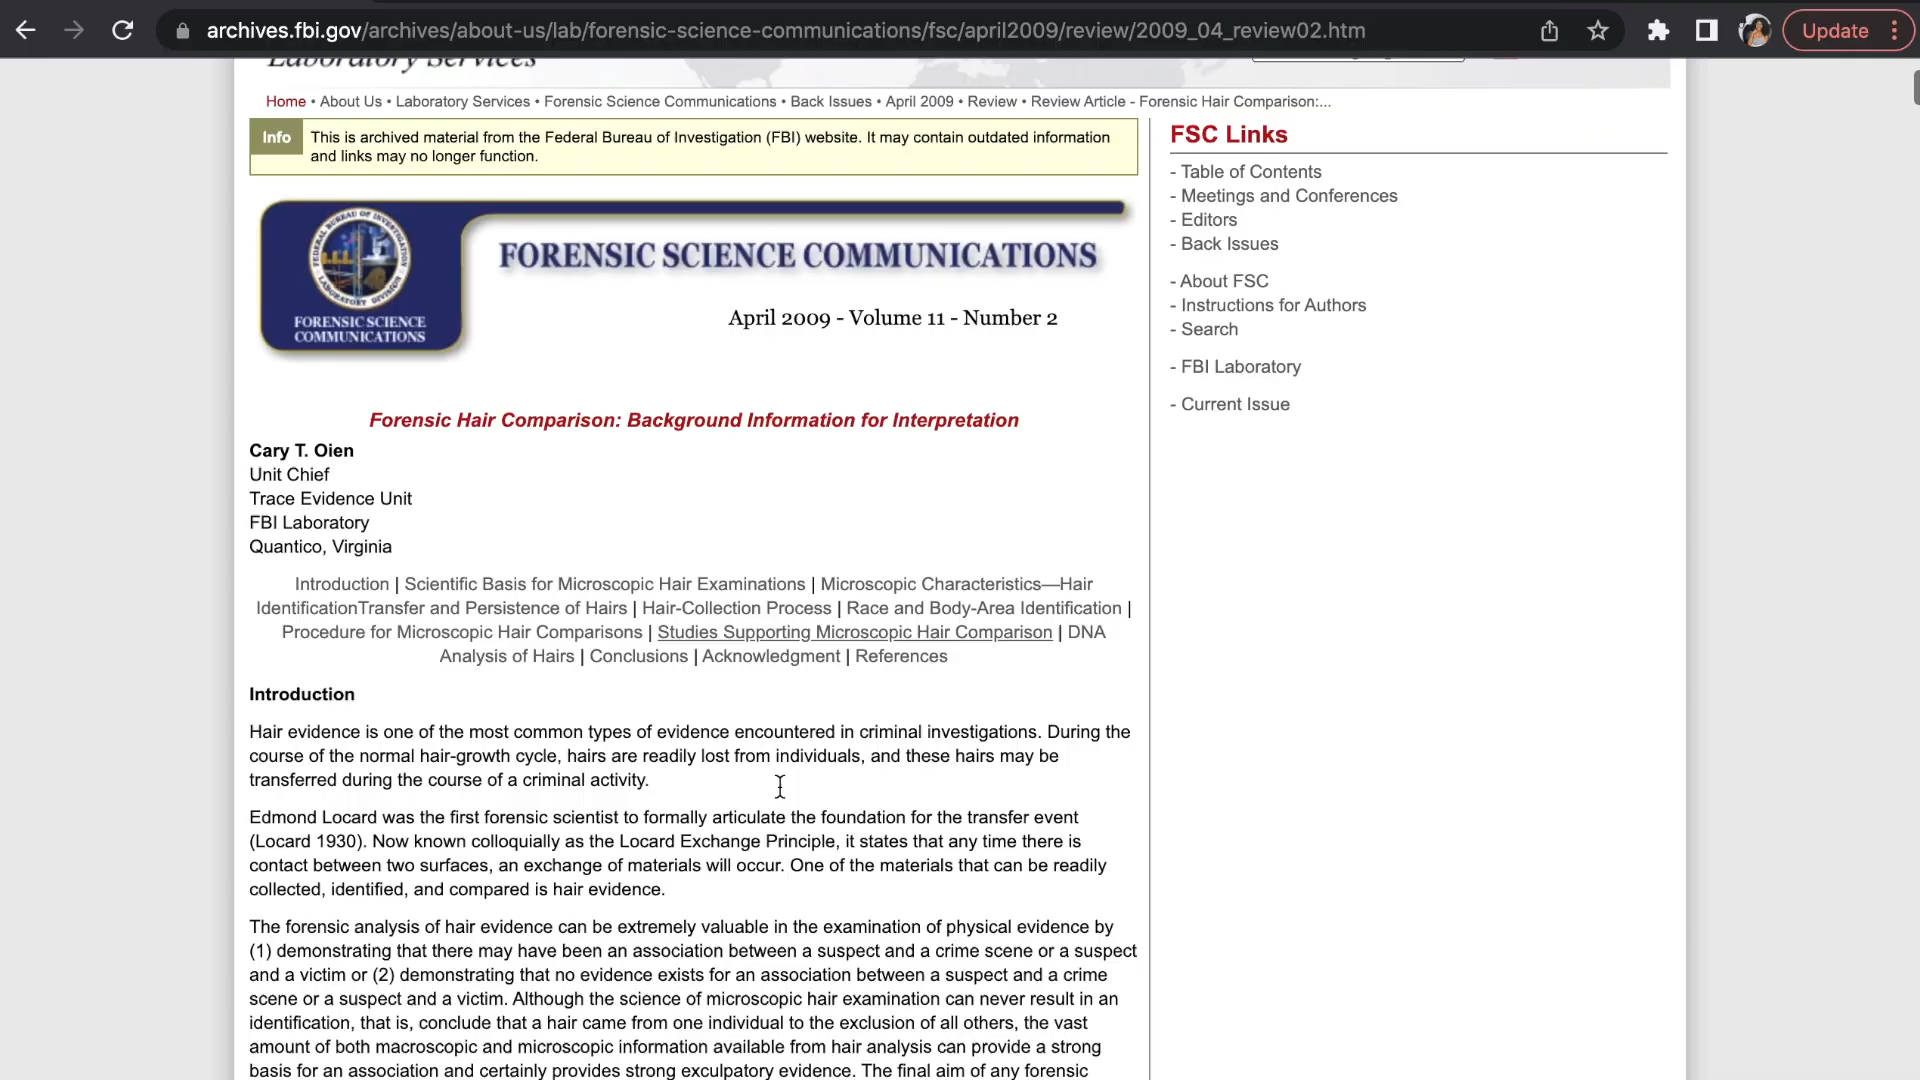 archives.fbi.gov/archives/about-us/lab/forensic-science-communications/fsc/april2009/review/2009_04_review02.htm
Update
Laboratory Services
Home • About Us • Laboratory Services • Forensic Science Communications • Back Issues • April 2009 • Review • Review Article - Forensic Hair Comparison:...
Info
This is archived material from the Federal Bureau of Investigation (FBI) website. It may contain outdated information
and links may no longer function.
FORENSIC SCIENCE
COMMUNICATIONS
FORENSIC SCIENCE COMMUNICATIONS
April 2009 - Volume 11 - Number 2
Forensic Hair Comparison: Background Information for Interpretation
Cary T. Oien
Unit Chief
Trace Evidence Unit
FBI Laboratory
Quantico, Virginia
Introduction | Scientific Basis for Microscopic Hair Examinations | Microscopic Characteristics—Hair
IdentificationTransfer and Persistence of Hairs | Hair-Collection Process | Race and Body-Area Identification |
Procedure for Microscopic Hair Comparisons | Studies Supporting Microscopic Hair Comparison | DNA
Analysis of Hairs | Conclusions | Acknowledgment | References
Introduction
Hair evidence is one of the most common types of evidence encountered in criminal investigations. During the
course of the normal hair-growth cycle, hairs are readily lost from individuals, and these hairs may be
transferred during the course of a criminal activity.
Edmond Locard was the first forensic scientist to formally articulate the foundation for the transfer event
(Locard 1930). Now known colloquially as the Locard Exchange Principle, it states that any time there is
contact between two surfaces, an exchange of materials will occur. One of the materials that can be readily
collected, identified, and compared is hair evidence.
The forensic analysis of hair evidence can be extremely valuable in the examination of physical evidence by
(1) demonstrating that there may have been an association between a suspect and a crime scene or a suspect
and a victim or (2) demonstrating that no evidence exists for an association between a suspect and a crime
scene or a suspect and a victim. Although the science of microscopic hair examination can never result in an
identification, that is, conclude that a hair came from one individual to the exclusion of all others, the vast
amount of both macroscopic and microscopic information available from hair analysis can provide a strong
basis for an association and certainly provides strong exculpatory evidence. The final aim of any forensic
FSC Links
- Table of Contents
- Meetings and Conferences
- Editors
- Back Issues
- About FSC
- Instructions for Authors
- Search
- FBI Laboratory
- Current Issue